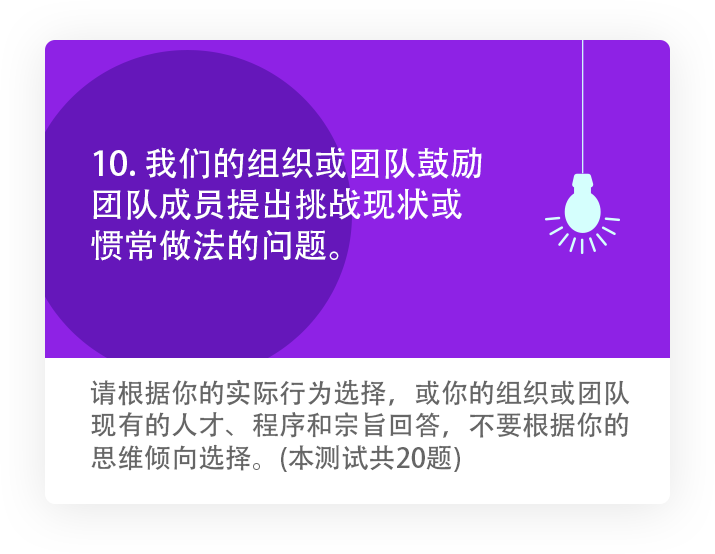 10. 我们的组织或团队鼓励
团队成员提出挑战现状或
惯常做法的问题。
请根据你的实际行为选择，或你的组织或团队
现有的人才、程序和宗旨回答，不要根据你的
思维倾向选择。(本测试共20题)